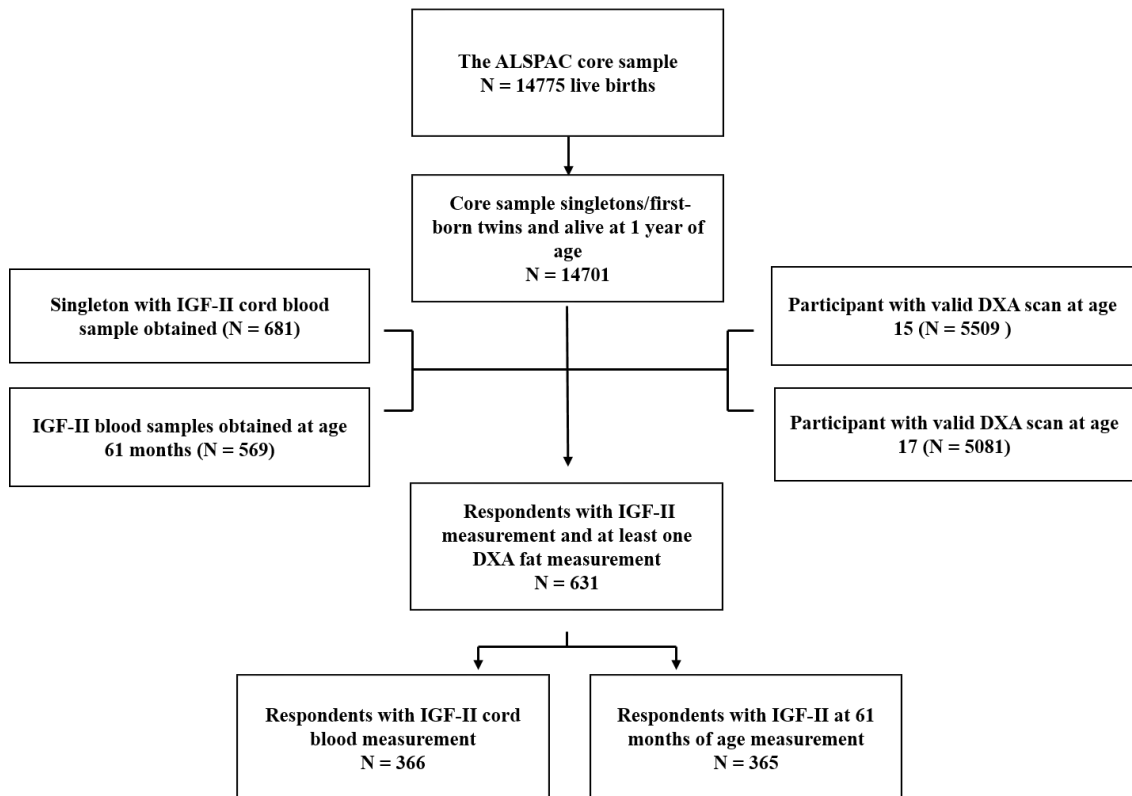 The ALSPAC core sample
N = 14775 live births
Core sample singletons/first-
born twins and alive at 1 year of
age
N = 14701
Singleton with IGF-II cord blood
sample obtained (N = 681)
IGF-II blood samples obtained at age
61 months (N = 569)
Participant with valid DXA scan at age
15 (N = 5509 )
Participant with valid DXA scan at age
17 (N = 5081)
Respondents with IGF-II
measurement and at least one
DXA fat measurement
N = 631
Respondents with IGF-II cord
blood measurement
N = 366
Respondents with IGF-II at 61
months of age measurement
N = 365